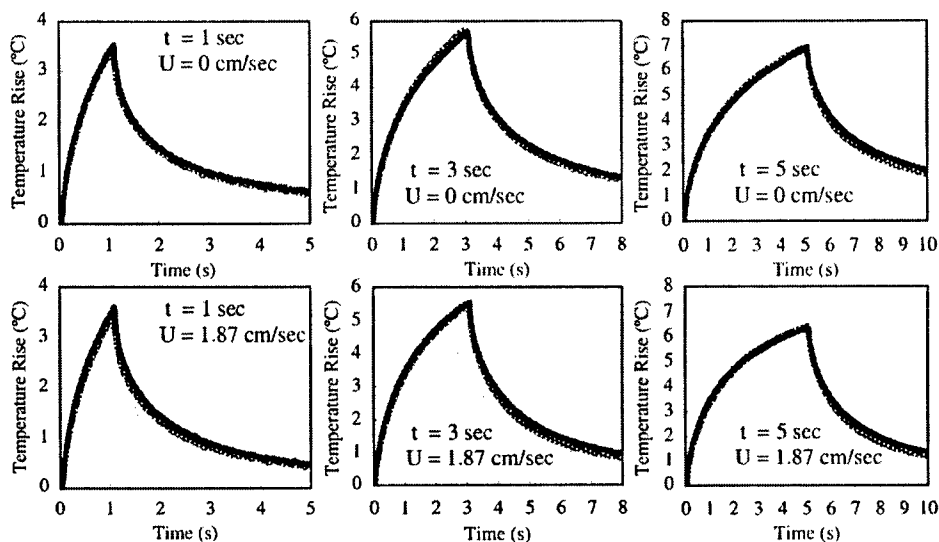 Temperature Rise (°C)
4
3
2
1
0
t = 1 sec
U = 0 cm/sec
0 1 2 3 4 5
Time (s)
Temperature Rise (°C)
6
5
4
3
2
1
0
t = 3 sec
U = 0 cm/sec
0 1 2 3 4 5 6 7 8
Time (s)
Temperature Rise (°C)
8
7
6
5
4
3
2
1
0
t = 5 sec
U = 0 cm/sec
0 1 2 3 4 5 6 7 8 9 10
Time (s)
Temperature Rise (°C)
4
3
2
1
0
t = 1 sec
U = 1.87 cm/sec
0 1 2 3 4 5
Time (s)
Temperature Rise (°C)
6
5
4
3
2
1
0
t = 3 sec
U = 1.87 cm/sec
0 1 2 3 4 5 6 7 8
Time (s)
Temperature Rise (°C)
8
7
6
5
4
3
2
1
0
t = 5 sec
U = 1.87 cm/sec
0 1 2 3 4 5 6 7 8 9 10
Time (s)